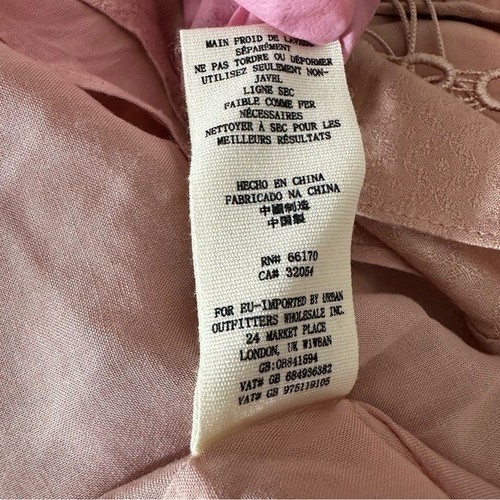 MAIN FROID DE
SÉPARÉMENT
NE PAS TORDRE OU DÉFORMER
UTILISEZ SEULEMENT NON-
JAVEL
LIGNE SEC
FAIBLE COMME FER
NÉCESSAIRES
NETTOYER À SEC POUR LES
MEILLEURS RÉSULTATS
HECHO EN CHINA
FABRICADO NA CHINA
中國制造
中国製
RN# 66170
CA# 32054
FOR EU-IMPORTED BY URBAN
OUTFITTERS WHOLESALE INC.
24 MARKET PLACE
LONDON, UK W1W8AN
GB:08841894
VAT# GB 684936382
VAT# GB 975119105